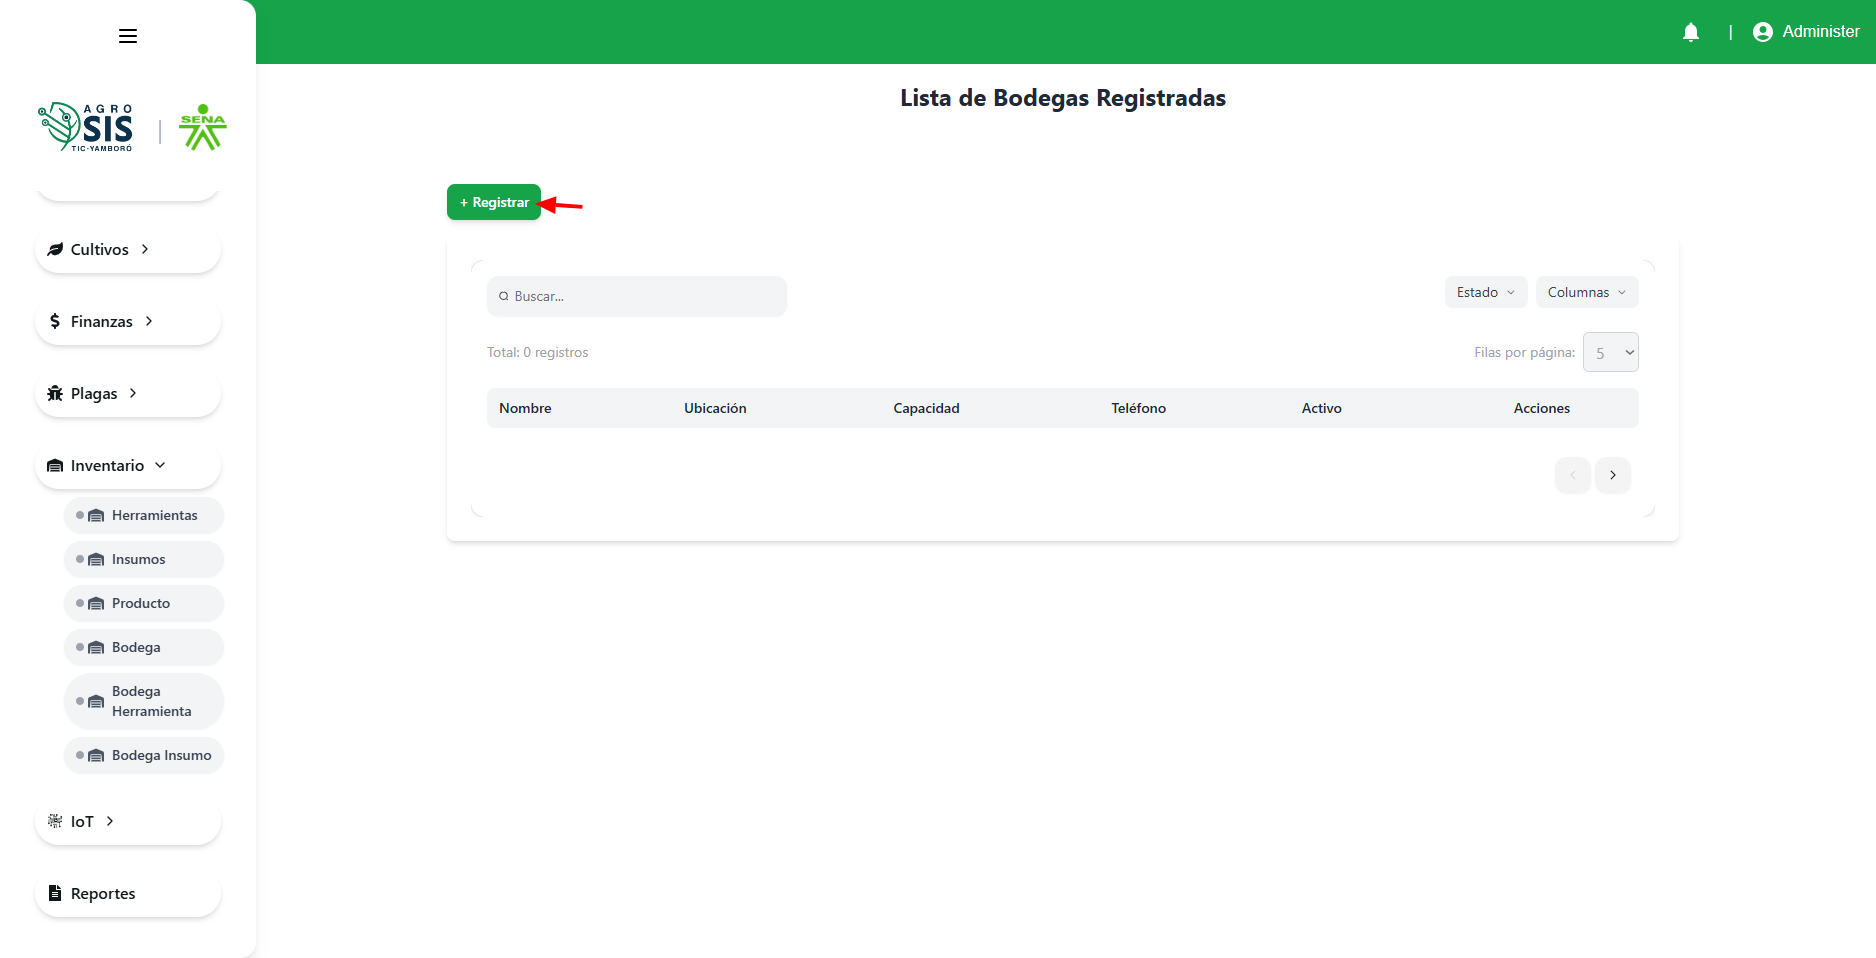 Administer
AGRO
SIS
TIC-YAMBORÓ
SENA
Cultivos
Finanzas
Plagas
Inventario
Herramientas
Insumos
Producto
Bodega
Bodega
Herramienta
Bodega Insumo
IoT
Reportes
Lista de Bodegas Registradas
+ Registrar
Buscar...
Estado
Columnas
Total: 0 registros
Filas por página: 5
Nombre Ubicación Capacidad Teléfono Activo Acciones